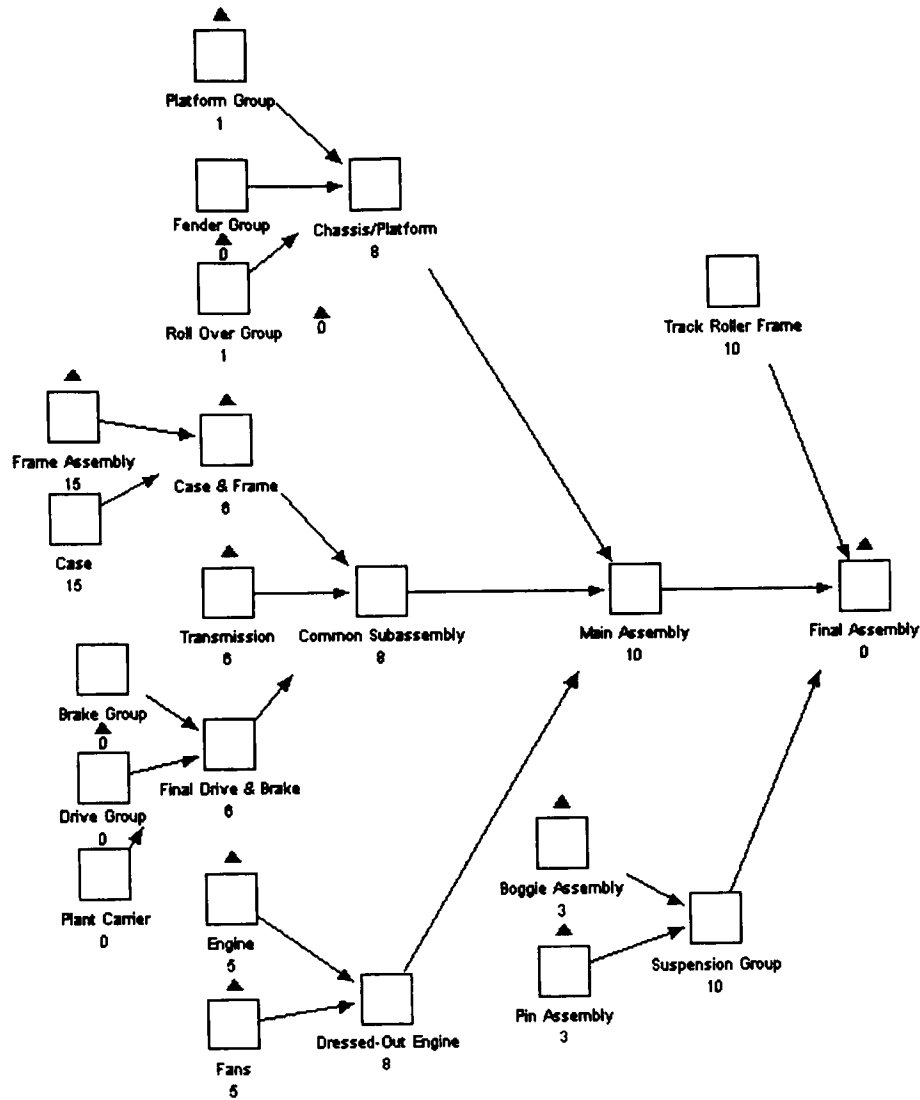 Platform Group
1
Fender Group
0
Chassis/Platform
8
Roll Over Group
1
0
Track Roller Frame
10
Frame Assembly
15
Case & Frame
6
Case
15
Transmission
6
Common Subassembly
8
Main Assembly
10
Final Assembly
0
Brake Group
0
Final Drive & Brake
6
Drive Group
0
Plant Carrier
0
Engine
5
Boggie Assembly
3
Suspension Group
10
Pin Assembly
3
Dressed-Out Engine
8
Fans
5